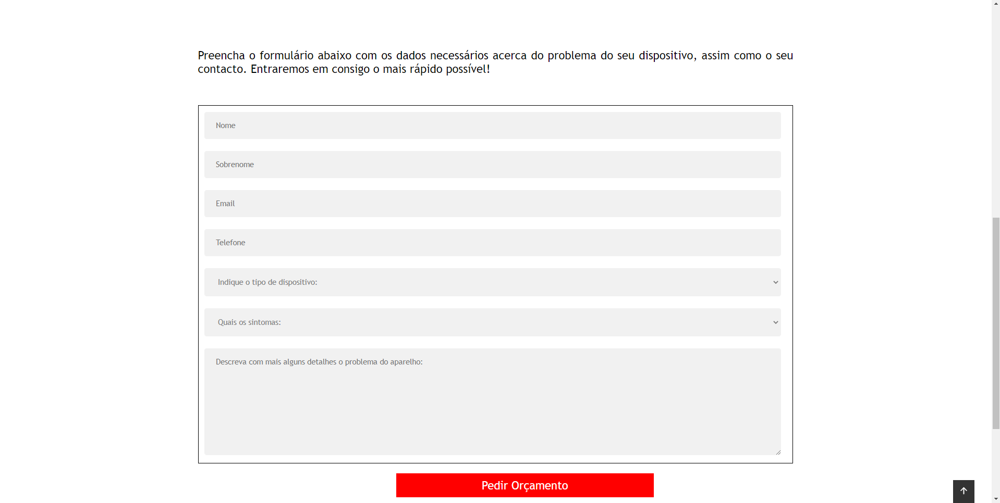 Preencha o formulário abaixo com os dados necessários acerca do problema do seu dispositivo, assim como o seu
contacto. Entraremos em consigo o mais rápido possível!
Nome
Sobrenome
Email
Telefone
Indique o tipo de dispositivo:
Quais os sintomas:
Descreva com mais alguns detalhes o problema do aparelho:
Pedir Orçamento